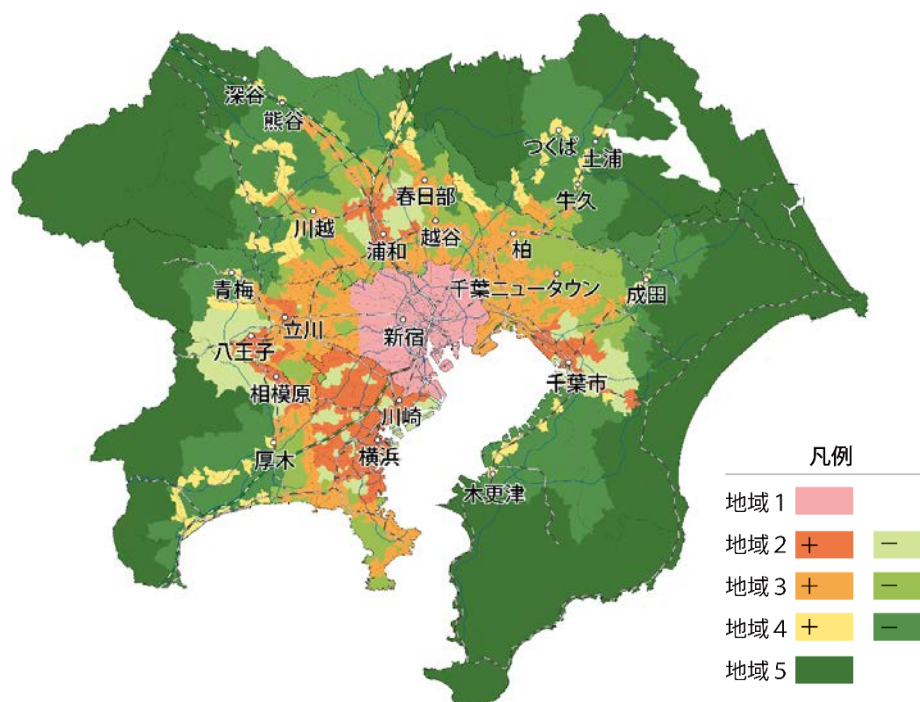 深谷
熊谷
つくば
土浦
春日部
牛久
川越
浦和
越谷
柏
青梅
千葉ニュータウン
成田
立川
新宿
八王子
相模原
千葉市
川崎
厚木
横浜
木更津
凡例
地域1
地域2 + −
地域3 + −
地域4 + −
地域5